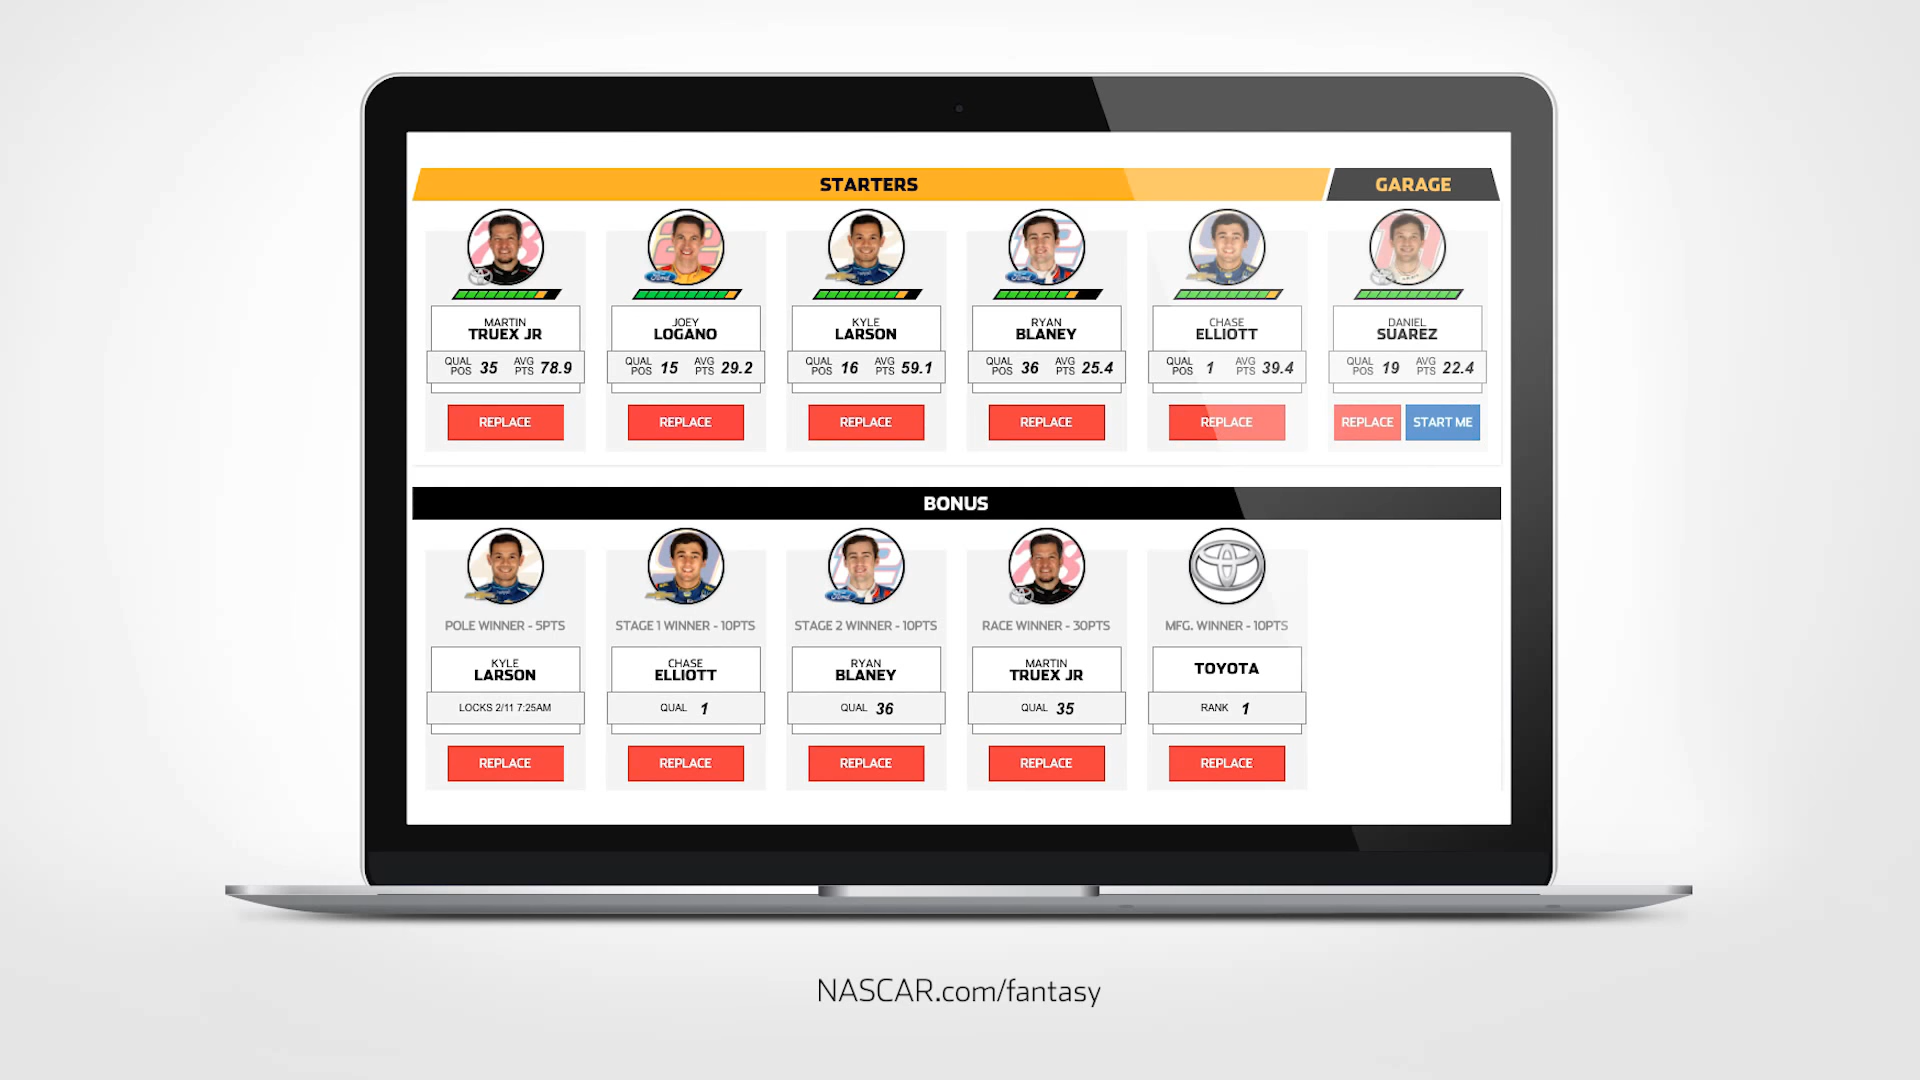 STARTERS
GARAGE
MARTIN
TRUEX JR
QUAL POS 35 AVG PTS 78.9
REPLACE
JOEY
LOGANO
QUAL POS 15 AVG PTS 29.2
REPLACE
KYLE
LARSON
QUAL POS 16 AVG PTS 59.1
REPLACE
RYAN
BLANEY
QUAL POS 36 AVG PTS 25.4
REPLACE
CHASE
ELLIOTT
QUAL POS 1 AVG PTS 39.4
REPLACE
DANIEL
SUAREZ
QUAL POS 19 AVG PTS 22.4
REPLACE START ME
BONUS
POLE WINNER - 5PTS
KYLE
LARSON
LOCKS 2/11 7:25AM
REPLACE
STAGE 1 WINNER - 10PTS
CHASE
ELLIOTT
QUAL 1
REPLACE
STAGE 2 WINNER - 10PTS
RYAN
BLANEY
QUAL 36
REPLACE
RACE WINNER - 30PTS
MARTIN
TRUEX JR
QUAL 35
REPLACE
MFG. WINNER - 10PTS
TOYOTA
RANK 1
REPLACE
NASCAR.com/fantasy